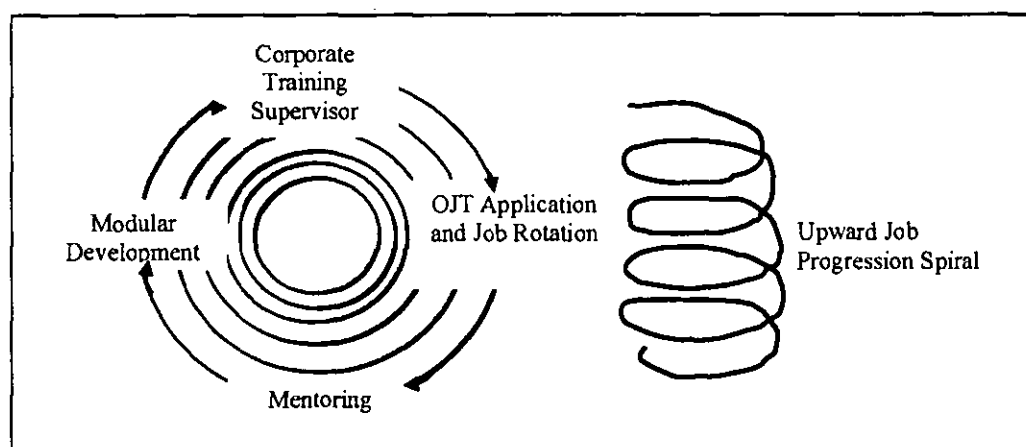 Corporate
Training
Supervisor
OJT Application
and Job Rotation
Modular
Development
Mentoring
Upward Job
Progression Spiral